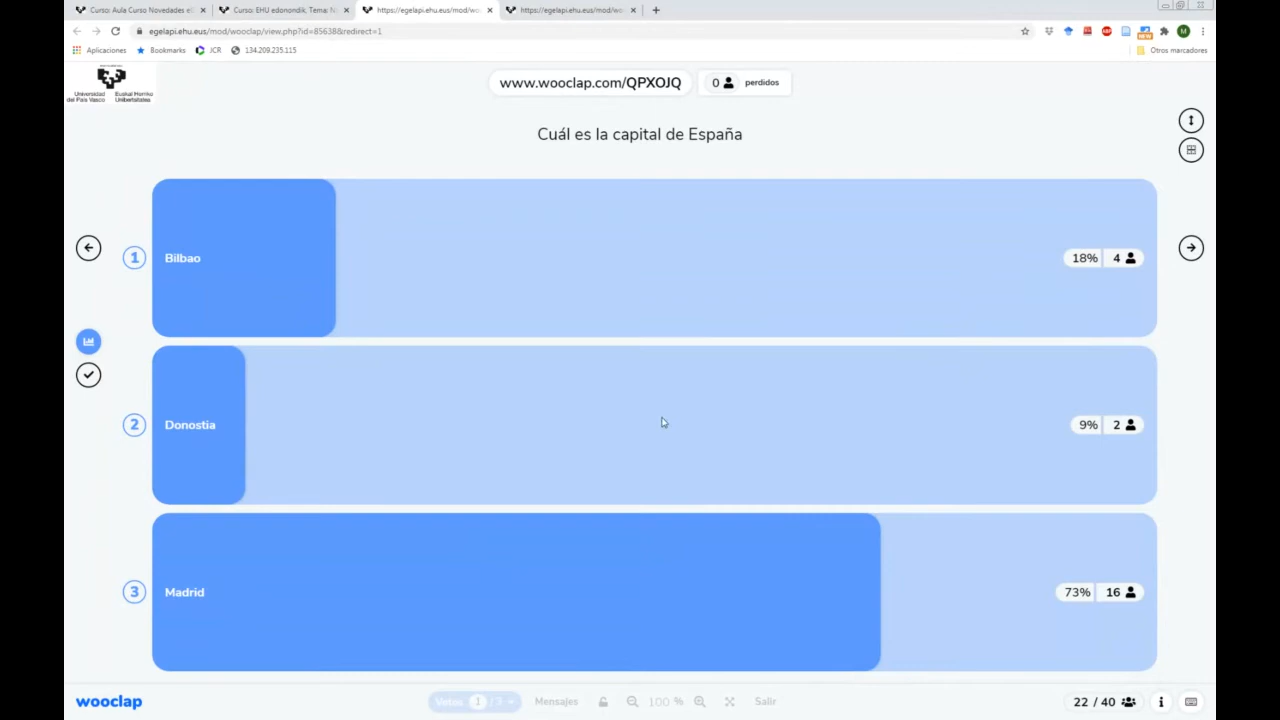 Curso: Aula Curso Novedades eG
Curso: EHU edonondik. Tema: N
https://egelapi.ehu.eus/mod/wo
https://egelapi.ehu.eus/mod/wo
egelapi.ehu.eus/mod/wooclap/view.php?id=85638&redirect=1
Aplicaciones
Bookmarks
JCR
134.209.235.115
Otros marcadores
Universidad del País Vasco
Euskal Herriko Unibertsitatea
www.wooclap.com/QPXOJQ
0 perdidos
Cuál es la capital de España
1 Bilbao 18% 4
2 Donostia 9% 2
3 Madrid 73% 16
wooclap
Votos 1
Mensajes
100 %
Salir
22 / 40